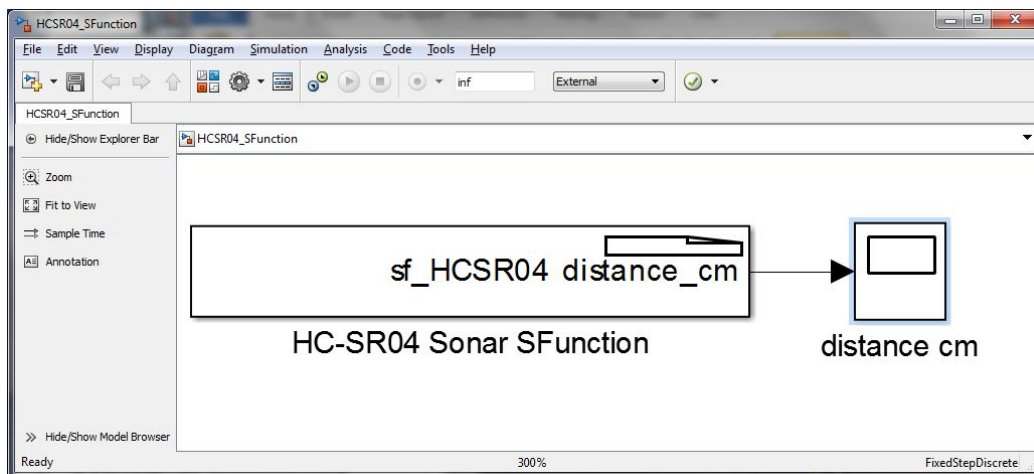 HCSR04_SFunction
File Edit View Display Diagram Simulation Analysis Code Tools Help
inf External
HCSR04_SFunction
Hide/Show Explorer Bar HCSR04_SFunction
Zoom
Fit to View
Sample Time
Annotation
sf_HCSR04 distance_cm
HC-SR04 Sonar SFunction
distance cm
Hide/Show Model Browser
Ready 300% FixedStepDiscrete